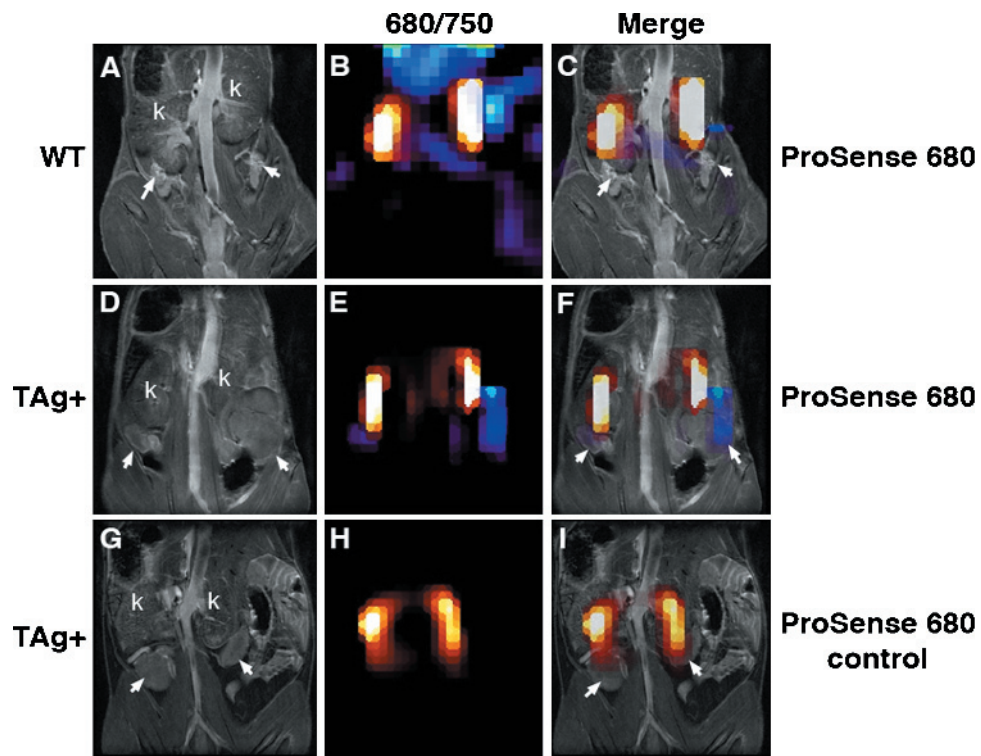 680/750 Merge
A B C
k k
WT ProSense 680
D E F
k k
TAg+ ProSense 680
G H I
k k
TAg+ ProSense 680
control